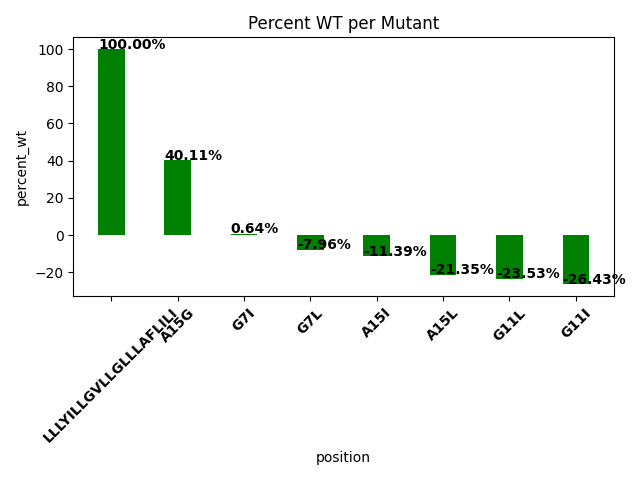 Percent WT per Mutant
percent_wt
100
80
60
40
20
0
−20
100.00%
40.11%
0.64%
-7.96%
-11.39%
-21.35%
-23.53%
-26.43%
LLLYILLGVLLGLLLAFLILI
A15G
G7I
G7L
A15I
A15L
G11L
G11I
position